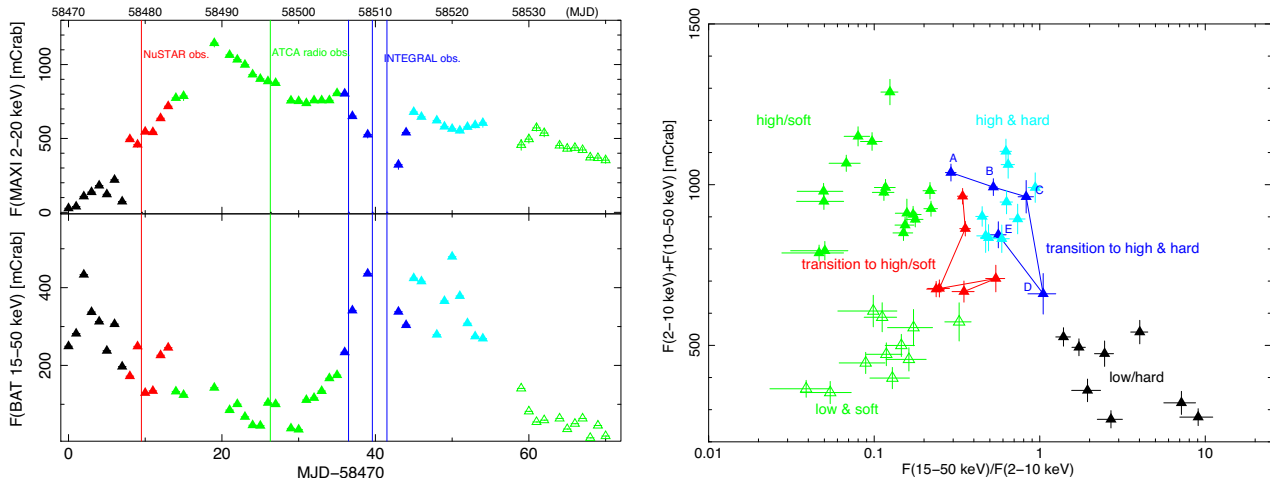 58470 58480 58490 58500 58510 58520 58530 (MJD)
F(MAXI 2−20 keV) [mCrab]
1000
500
0
NuSTAR obs.
ATCA radio obs
INTEGRAL obs.
F(BAT 15−50 keV) [mCrab)
400
200
0 10 20 30 40 50 60 70
MJD−58470
F(2−10 keV)+F(10−50 keV) [mCrab]
1500
1000
500
high/soft
high & hard
A
B
C
E
transition to high & hard
transition to high/soft
D
low/hard
low & soft
0.01 0.1 1 10
F(15−50 keV)/F(2−10 keV)